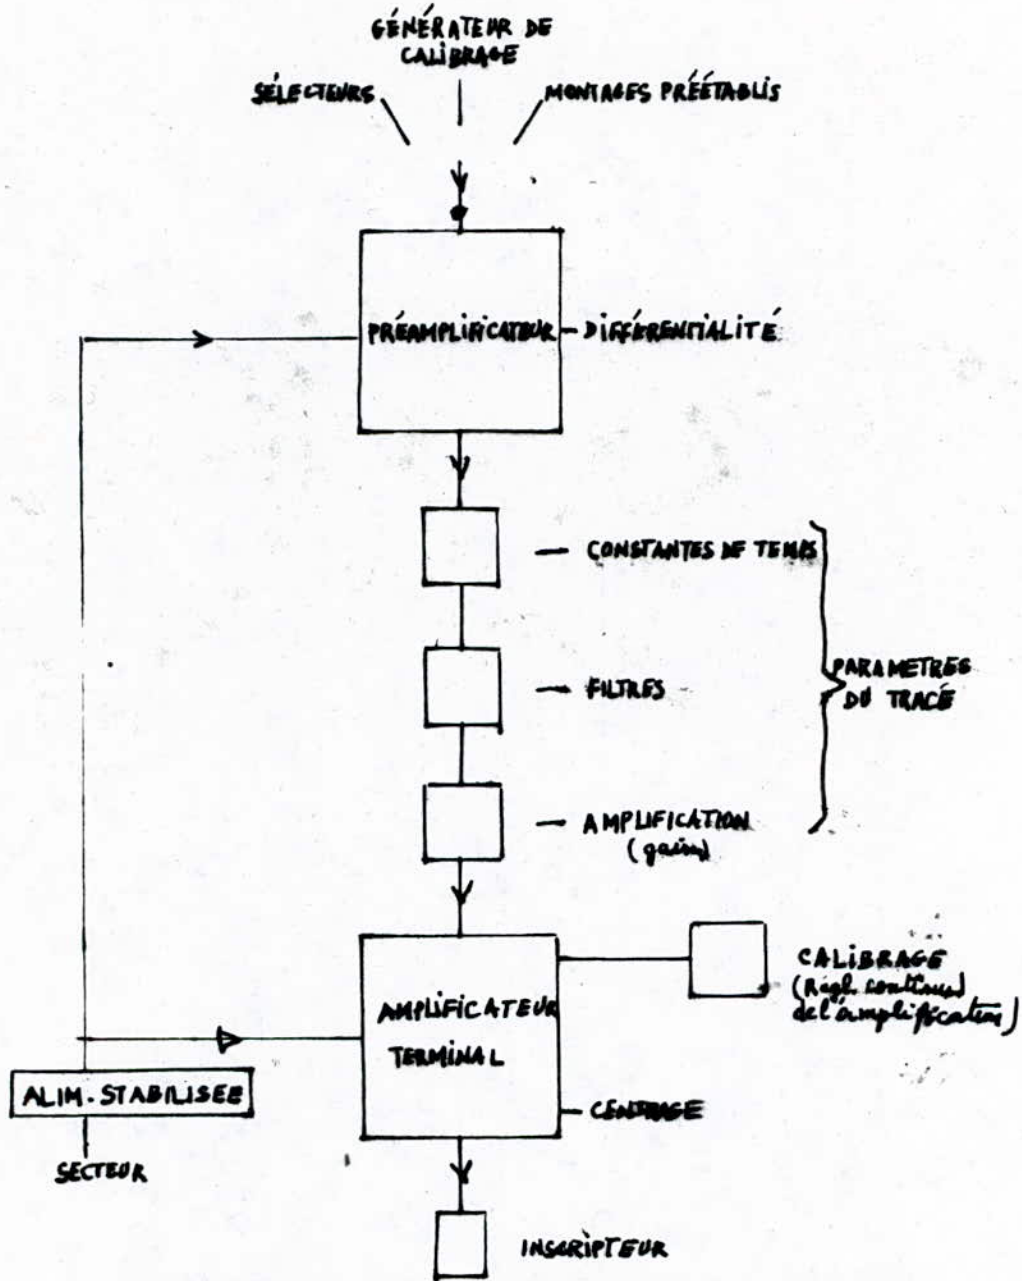 GÉNÉRATEUR DE
CALIBRAGE
SÉLECTEURS
MONTAGES PRÉÉTABLIS
PRÉAMPLIFICATEUR
DIFFÉRENTIALITÉ
CONSTANTES DE TEMPS
FILTRES
PARAMETRES
DU TRACÉ
AMPLIFICATION
(gains)
CALIBRAGE
(Régl. continu
de l'amplification)
AMPLIFICATEUR
TERMINAL
ALIM. STABILISEE
CENTRAGE
SECTEUR
INSCRIPTEUR